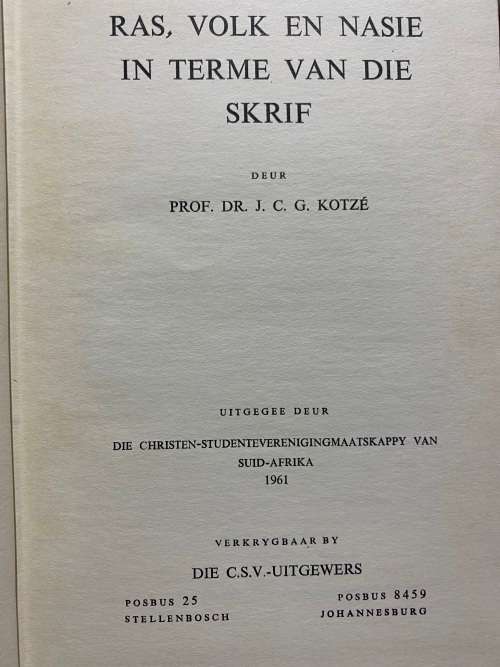 RAS, VOLK EN NASIE
IN TERME VAN DIE
SKRIF
DEUR
PROF. DR. J. C. G. KOTZÉ
UITGEGEE DEUR
DIE CHRISTEN-STUDENTEVERENIGINGMAATSKAPPY VAN
SUID-AFRIKA
1961
VERKRYGBAAR BY
DIE C.S.V.-UITGEWERS
POSBUS 25
STELLENBOSCH
POSBUS 8459
JOHANNESBURG